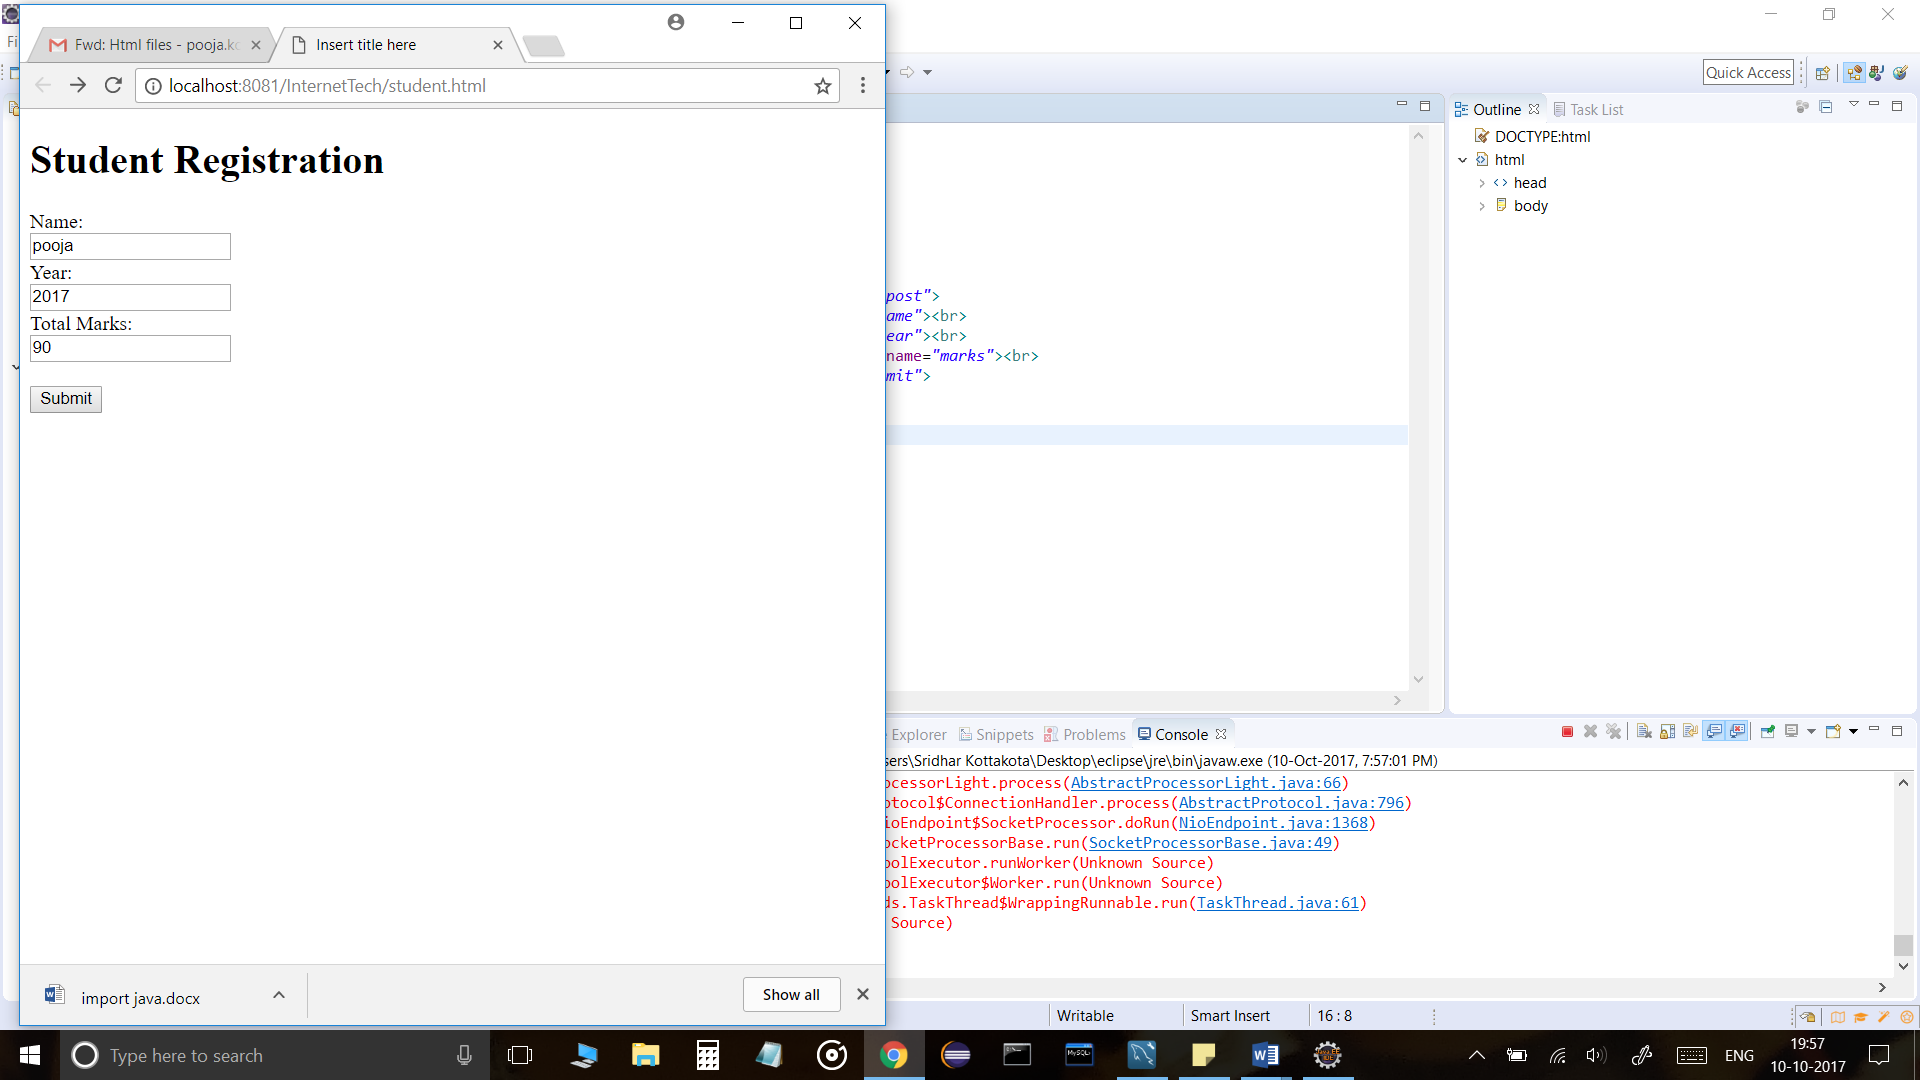 Fwd: Html files - pooja.k
Insert title here
localhost:8081/InternetTech/student.html
Student Registration
Name:
pooja
Year:
2017
Total Marks:
90
Submit
import java.docx
Show all
Fi
Quick Access
post">
ame"><br>
ear"><br>
name="marks"><br>
mit">
Outline
Task List
DOCTYPE:html
html
head
body
Explorer
Snippets
Problems
Console
sers\Sridhar Kottakota\Desktop\eclipse\jre\bin\javaw.exe (10-Oct-2017, 7:57:01 PM)
ocessorLight.process(AbstractProcessorLight.java:66)
otocol$ConnectionHandler.process(AbstractProtocol.java:796)
ioEndpoint$SocketProcessor.doRun(NioEndpoint.java:1368)
ocketProcessorBase.run(SocketProcessorBase.java:49)
oolExecutor.runWorker(Unknown Source)
oolExecutor$Worker.run(Unknown Source)
ds.TaskThread$WrappingRunnable.run(TaskThread.java:61)
Source)
Writable
Smart Insert
16 : 8
Type here to search
MySQL
ENG
19:57
10-10-2017